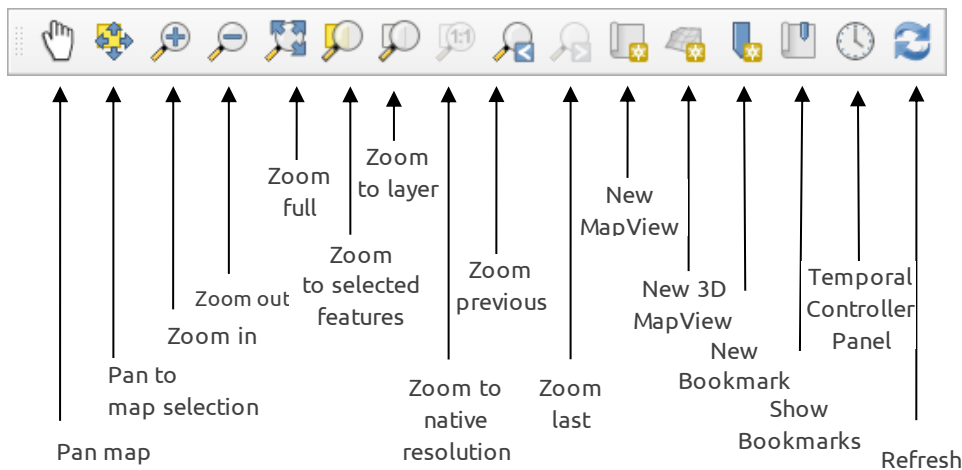 1:1
Zoom
full
Zoom
to layer
New
MapView
Zoom
to selected
features
Zoom
previous
Zoom out
Zoom in
New 3D
MapView
Temporal
Controller
Panel
New
Bookmark
Pan to
map selection
Zoom to
native
resolution
Zoom
last
Show
Bookmarks
Pan map
Refresh